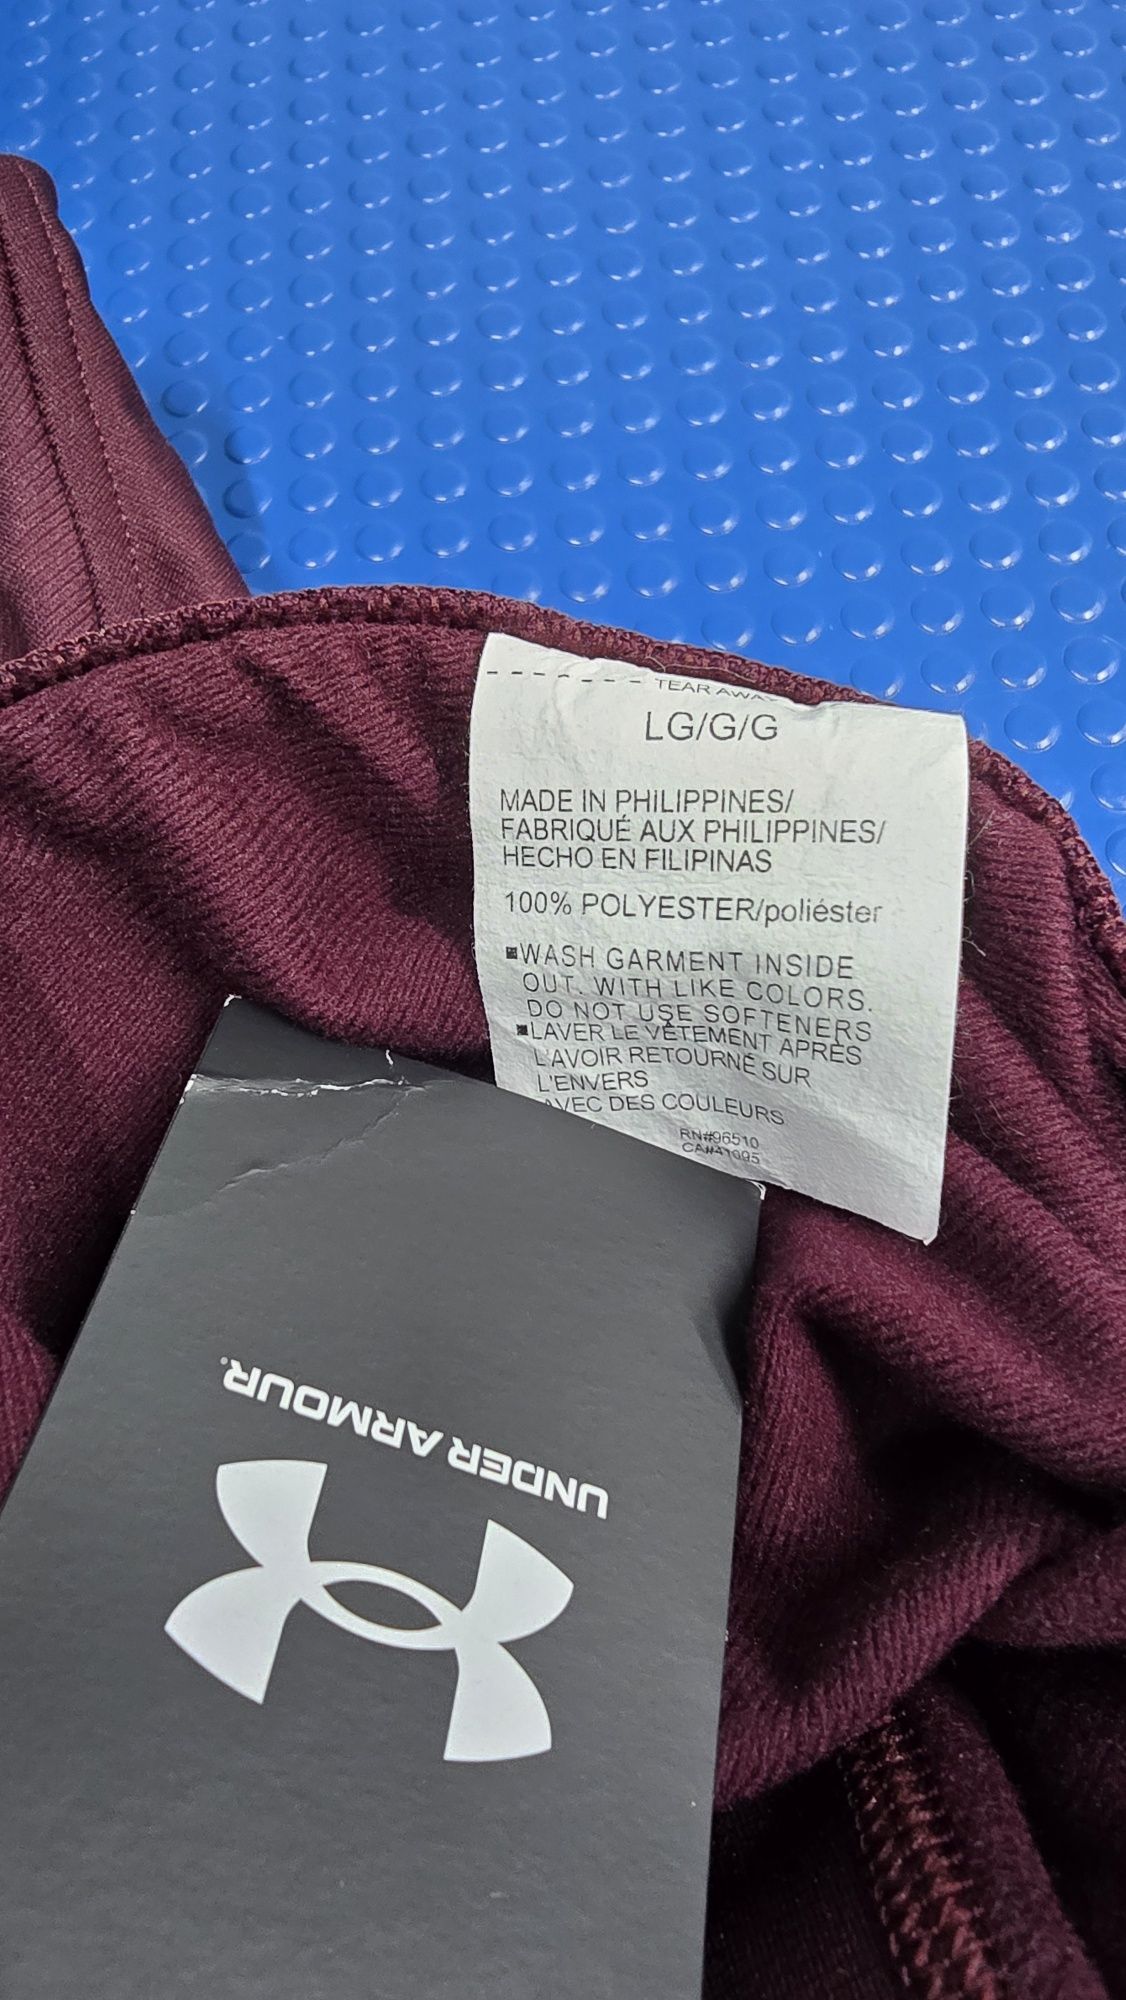 TEAR AWAY
LG/G/G
MADE IN PHILIPPINES/
FABRIQUÉ AUX PHILIPPINES/
HECHO EN FILIPINAS
100% POLYESTER/poliéster
WASH GARMENT INSIDE
OUT. WITH LIKE COLORS.
DO NOT USE SOFTENERS
LAVER LE VÊTEMENT APRÈS
L'AVOIR RETOURNÉ SUR
L'ENVERS
AVEC DES COULEURS
RN#96510
CA#41095
UNDER ARMOUR.